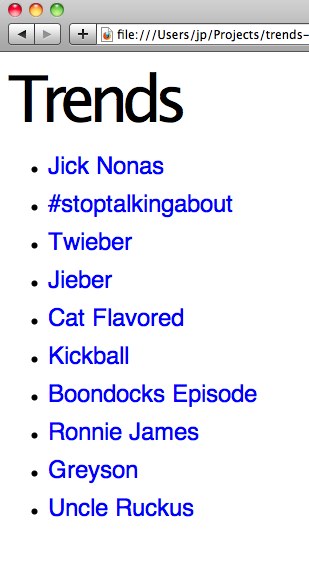 file:///Users/jp/Projects/trends-
Trends
Jick Nonas
#stoptalkingabout
Twieber
Jieber
Cat Flavored
Kickball
Boondocks Episode
Ronnie James
Greyson
Uncle Ruckus